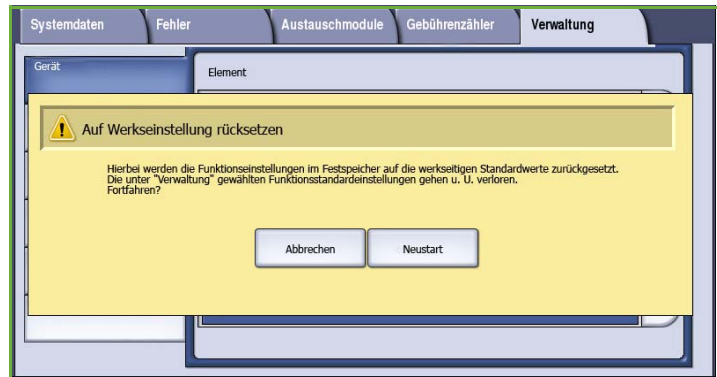 Systemdaten Fehler Austauschmodule Gebührenzähler Verwaltung
Gerät
Element
Auf Werkseinstellung rücksetzen
Hierbei werden die Funktionseinstellungen im Festspeicher auf die werkseitigen Standardwerte zurückgesetzt.
Die unter "Verwaltung" gewählten Funktionsstandardeinstellungen gehen u. U. verloren.
Fortfahren?
Abbrechen Neustart